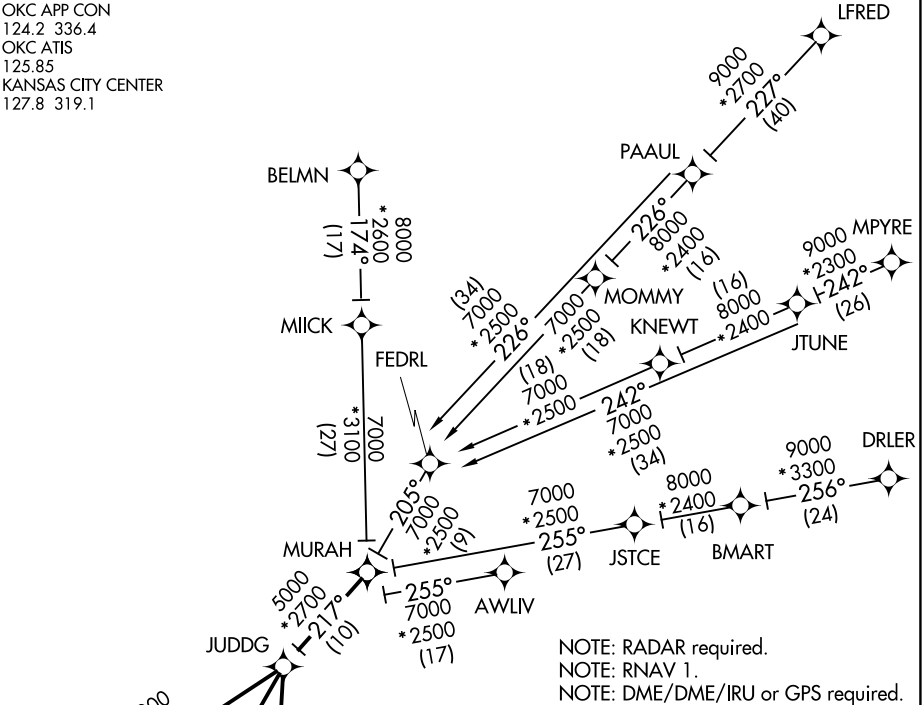 OKC APP CON
124.2 336.4
OKC ATIS
125.85
KANSAS CITY CENTER
127.8 319.1
LFRED
9000
*2700
227°
(40)
PAAUL
BELMN
8000
*2600
174°
(17)
226°
8000
*2400
(16)
MPYRE
9000
*2300
242°
(26)
MOMMY
(34)
7000
*2500
226°
7000
*2500
(18)
(16)
8000
*2400
JTUNE
MIICK
KNEWT
FEDRL
(18)
7000
*2500
242°
7000
*2500
(34)
7000
*3100
(27)
DRLER
9000
*3300
256°
(24)
8000
*2400
(16)
BMART
205°
7000
*2500
(9)
7000
*2500
255°
(27)
JSTCE
MURAH
255°
7000
*2500
(17)
AWLIV
5000
*2700
217°
(10)
JUDDG
NOTE: RADAR required.
NOTE: RNAV 1.
NOTE: DME/DME/IRU or GPS required.